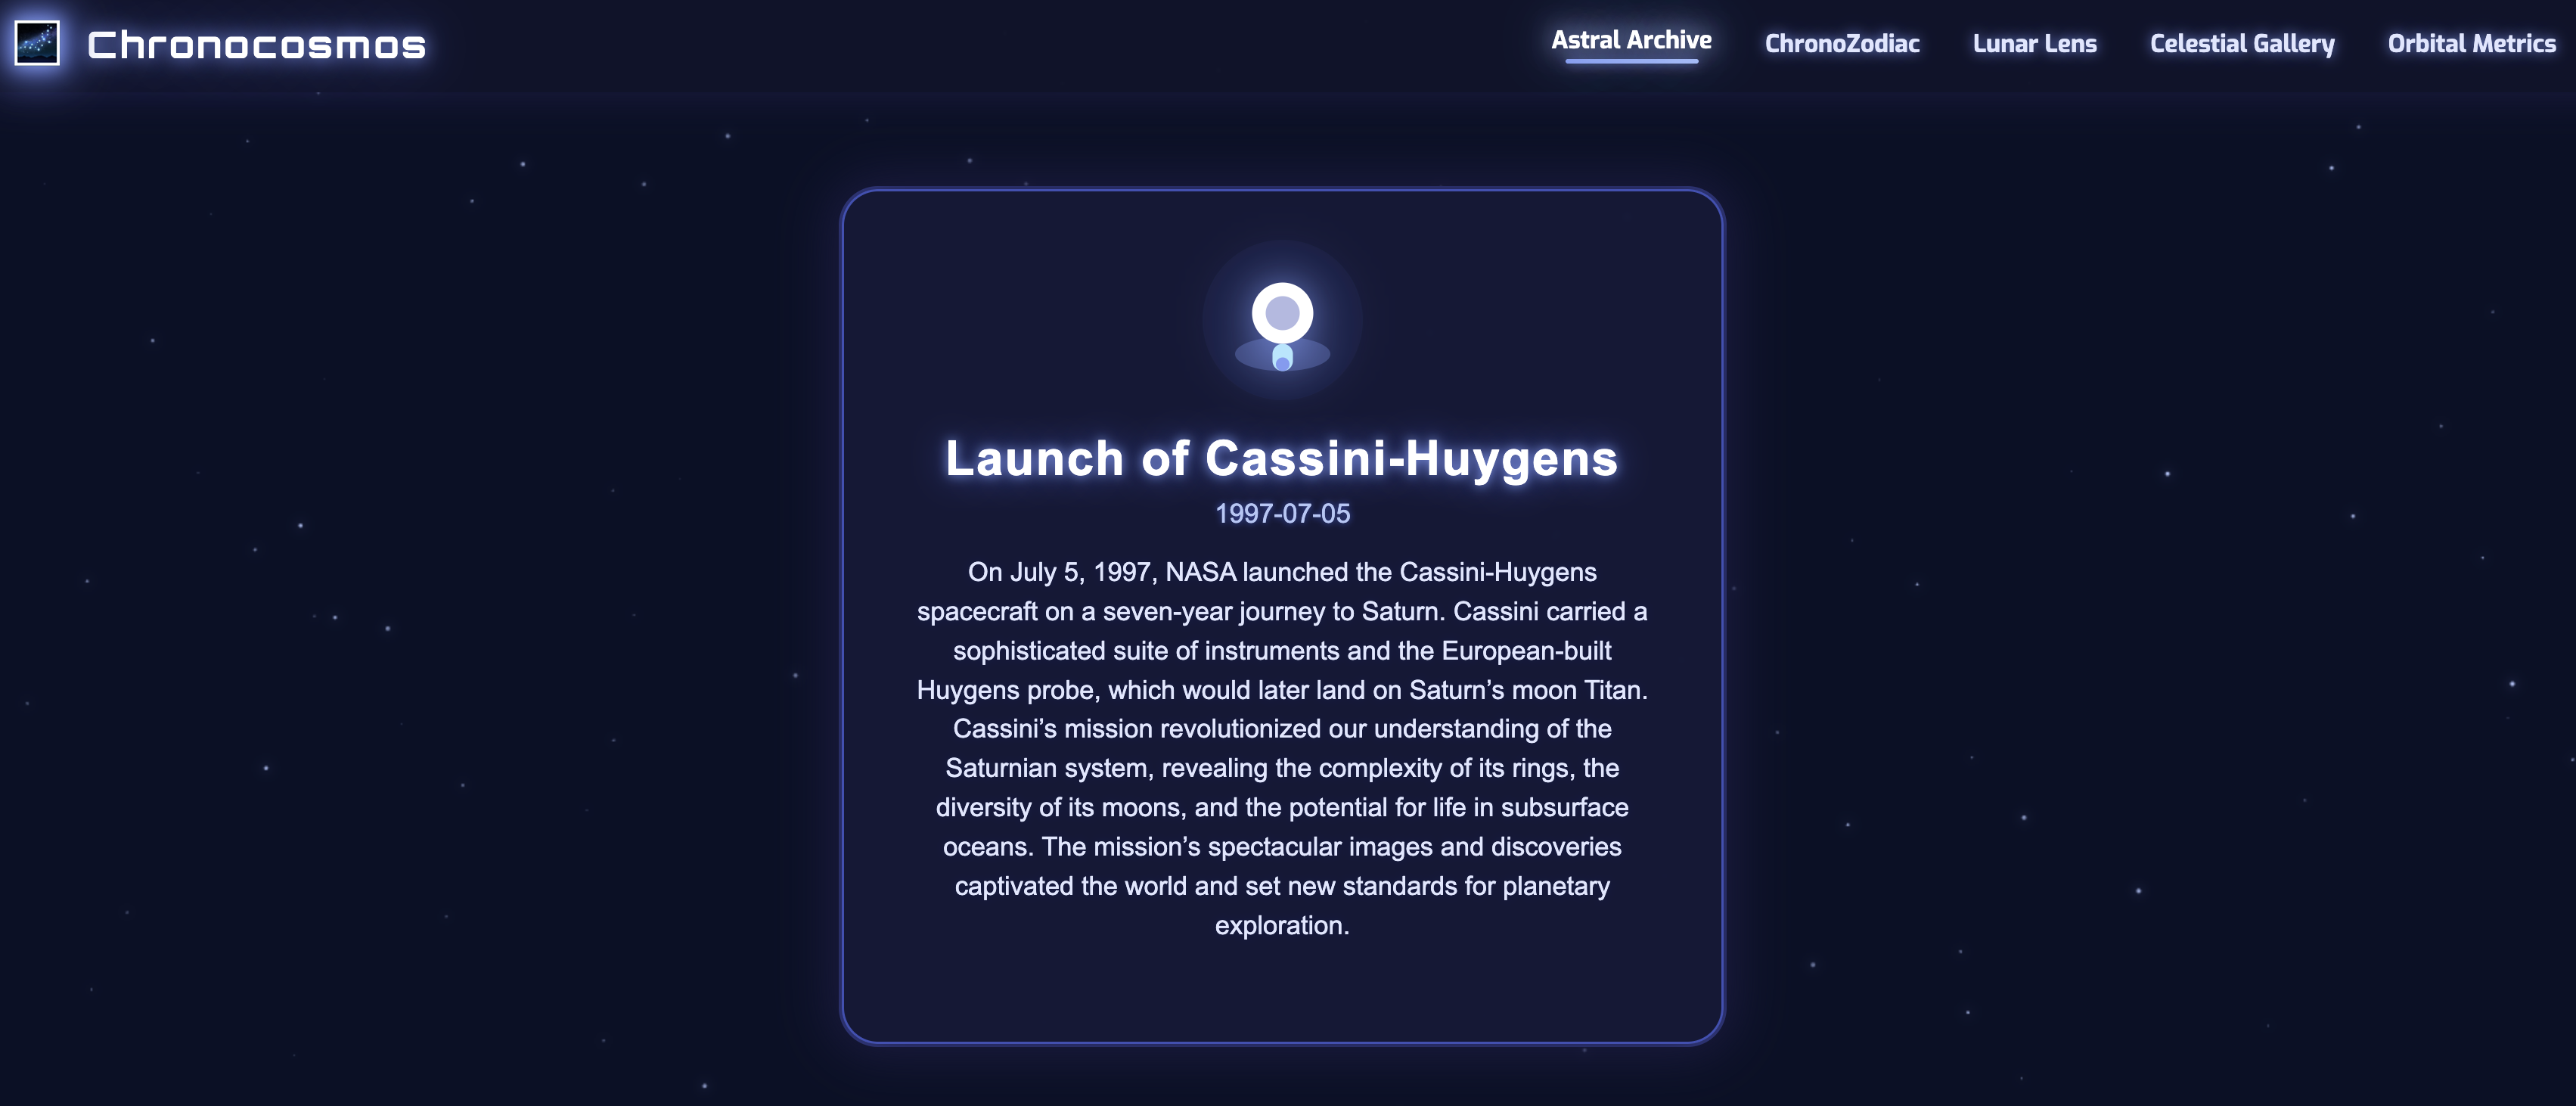 Chronocosmos
Astral Archive
ChronoZodiac
Lunar Lens
Celestial Gallery
Orbital Metrics
Launch of Cassini-Huygens
1997-07-05
On July 5, 1997, NASA launched the Cassini-Huygens
spacecraft on a seven-year journey to Saturn. Cassini carried a
sophisticated suite of instruments and the European-built
Huygens probe, which would later land on Saturn’s moon Titan.
Cassini’s mission revolutionized our understanding of the
Saturnian system, revealing the complexity of its rings, the
diversity of its moons, and the potential for life in subsurface
oceans. The mission’s spectacular images and discoveries
captivated the world and set new standards for planetary
exploration.